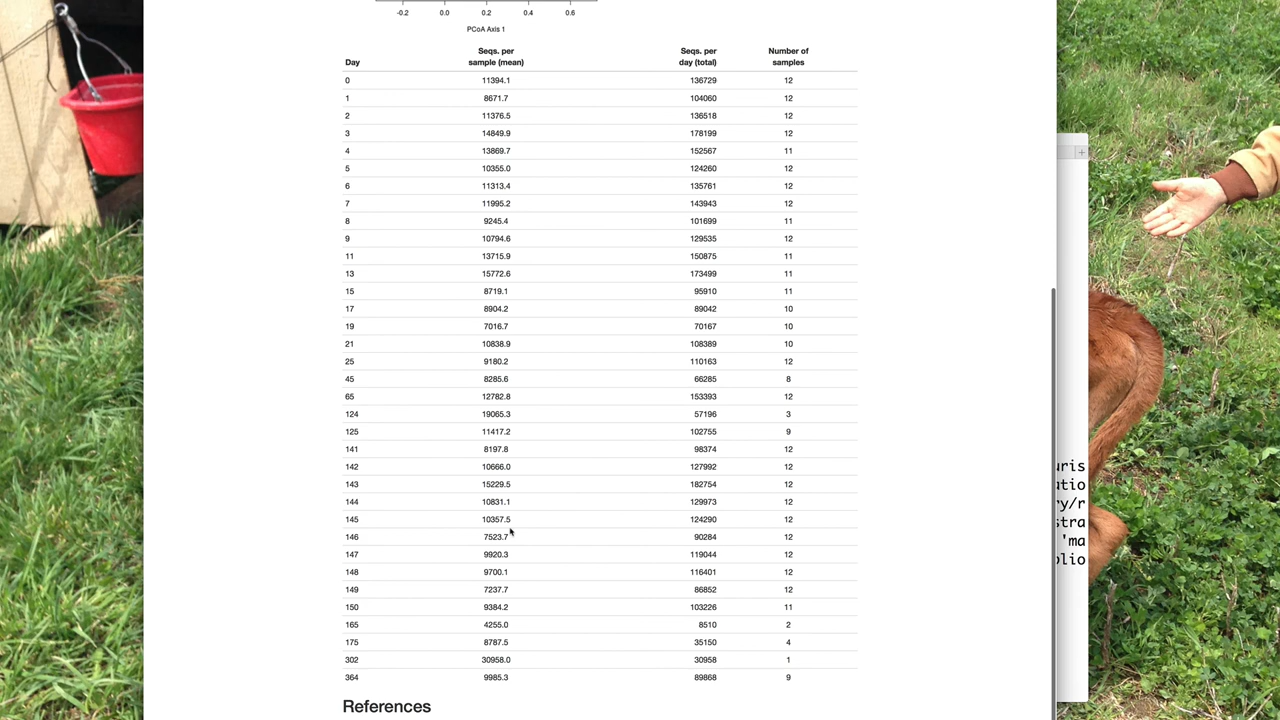 -0.2 0.0 0.2 0.4 0.6
PCoA Axis 1
Seqs. per Seqs. per Number of
Day sample (mean) day (total) samples
0 11394.1 136729 12
1 8671.7 104060 12
2 11376.5 136518 12
3 14849.9 178199 12
4 13869.7 152567 11
5 10355.0 124260 12
6 11313.4 135761 12
7 11995.2 143943 12
8 9245.4 101699 11
9 10794.6 129535 12
11 13715.9 150875 11
13 15772.6 173499 11
15 8719.1 95910 11
17 8904.2 89042 10
19 7016.7 70167 10
21 10838.9 108389 10
25 9180.2 110163 12
45 8285.6 66285 8
65 12782.8 153393 12
124 19065.3 57196 3
125 11417.2 102755 9
141 8197.8 98374 12
142 10666.0 127992 12
143 15229.5 182754 12
144 10831.1 129973 12
145 10357.5 124290 12
146 7523.7 90284 12
147 9920.3 119044 12
148 9700.1 116401 12
149 7237.7 86852 12
150 9384.2 103226 11
165 4255.0 8510 2
175 8787.5 35150 4
302 30958.0 30958 1
364 9985.3 89868 9
References
uris
atio
ry/r
stra
'ma
olio